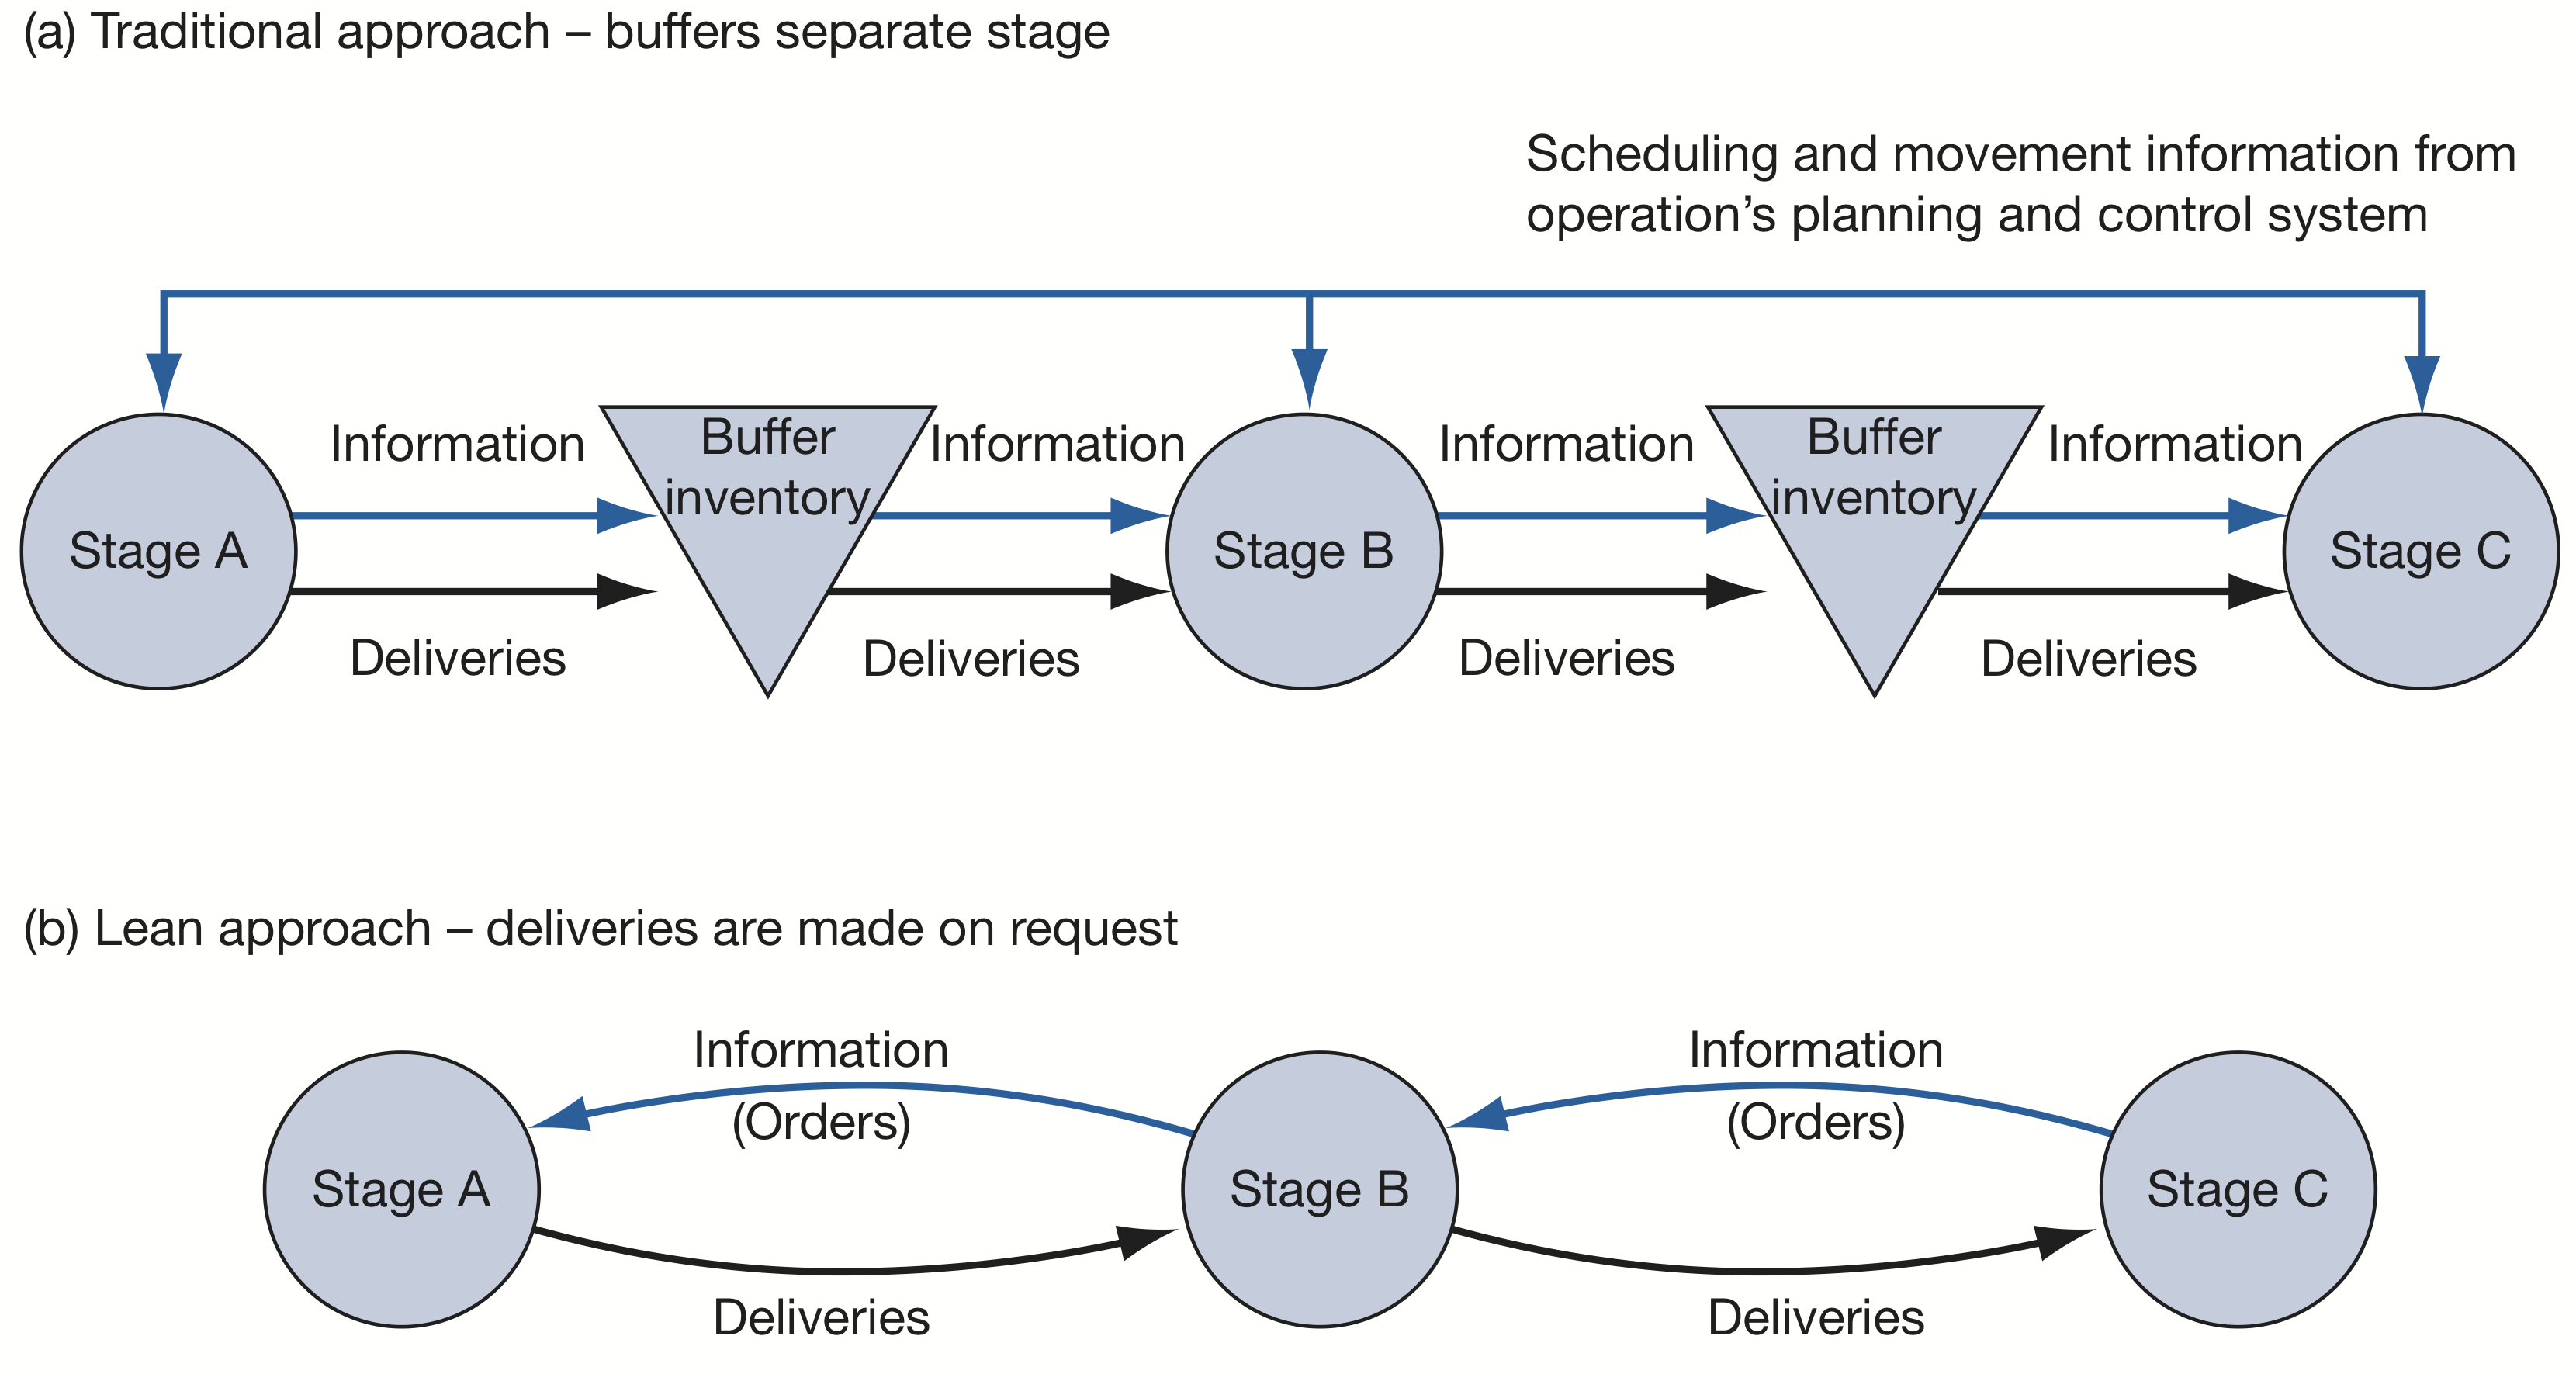 (a) Traditional approach – buffers separate stage
Scheduling and movement information from
operation’s planning and control system
Information
Buffer
inventory
Information
Information
Buffer
inventory
Information
Stage A
Stage B
Stage C
Deliveries
Deliveries
Deliveries
Deliveries
(b) Lean approach – deliveries are made on request
Information
(Orders)
Information
(Orders)
Stage A
Stage B
Stage C
Deliveries
Deliveries